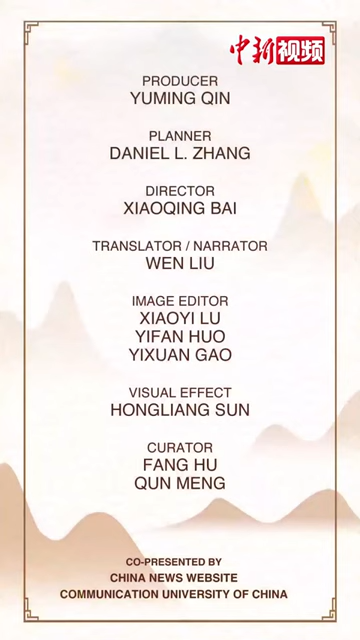 中新视频
PRODUCER
YUMING QIN
PLANNER
DANIEL L. ZHANG
DIRECTOR
XIAOQING BAI
TRANSLATOR / NARRATOR
WEN LIU
IMAGE EDITOR
XIAOYI LU
YIFAN HUO
YIXUAN GAO
VISUAL EFFECT
HONGLIANG SUN
CURATOR
FANG HU
QUN MENG
CO-PRESENTED BY
CHINA NEWS WEBSITE
COMMUNICATION UNIVERSITY OF CHINA